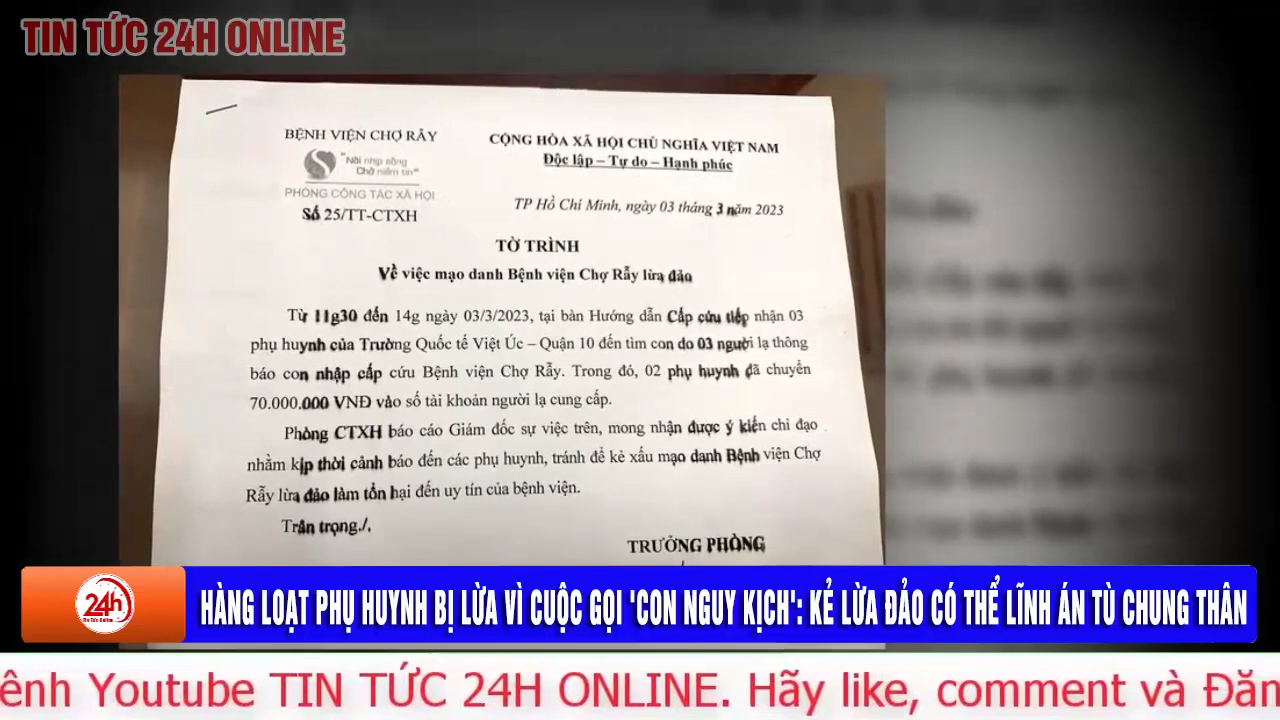 TIN TỨC 24H ONLINE
BỆNH VIỆN CHỢ RẪY
"Nơi nhịp sống
Chở niềm tin"
PHÒNG CÔNG TÁC XÃ HỘI
Số 25/TT-CTXH
CỘNG HÒA XÃ HỘI CHỦ NGHĨA VIỆT NAM
Độc lập – Tự do – Hạnh phúc
TP Hồ Chí Minh, ngày 03 tháng 3 năm 2023
TỜ TRÌNH
Về việc mạo danh Bệnh viện Chợ Rẫy lừa đảo
Từ 11g30 đến 14g ngày 03/3/2023, tại bàn Hướng dẫn Cấp cứu tiếp nhận 03
phụ huynh của Trường Quốc tế Việt Úc – Quận 10 đến tìm con do 03 người lạ thông
báo con nhập cấp cứu Bệnh viện Chợ Rẫy. Trong đó, 02 phụ huynh đã chuyển
70.000.000 VNĐ vào số tài khoản người lạ cung cấp.
Phòng CTXH báo cáo Giám đốc sự việc trên, mong nhận được ý kiến chỉ đạo
nhằm kịp thời cảnh báo đến các phụ huynh, tránh để kẻ xấu mạo danh Bệnh viện Chợ
Rẫy lừa đảo làm tổn hại đến uy tín của bệnh viện.
Trân trọng./.
TRƯỞNG PHÒNG
24h
Tin Tức Online
HÀNG LOẠT PHỤ HUYNH BỊ LỪA VÌ CUỘC GỌI 'CON NGUY KỊCH': KẺ LỪA ĐẢO CÓ THỂ LĨNH ÁN TÙ CHUNG THÂN
ênh Youtube TIN TỨC 24H ONLINE. Hãy like, comment và Đăn